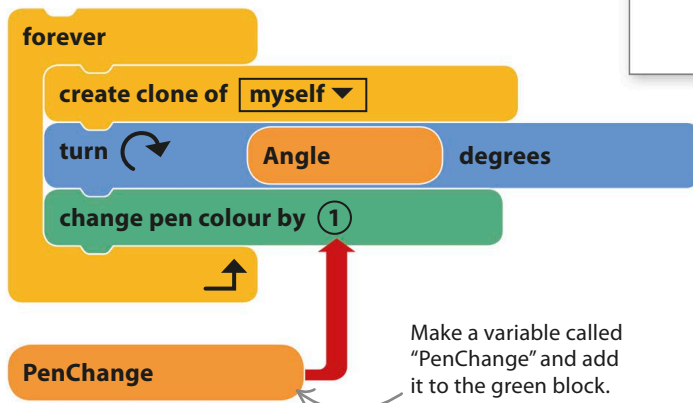 forever
create clone of myself
turn Angle degrees
change pen colour by 1
PenChange
Make a variable called
“PenChange” and add
it to the green block.